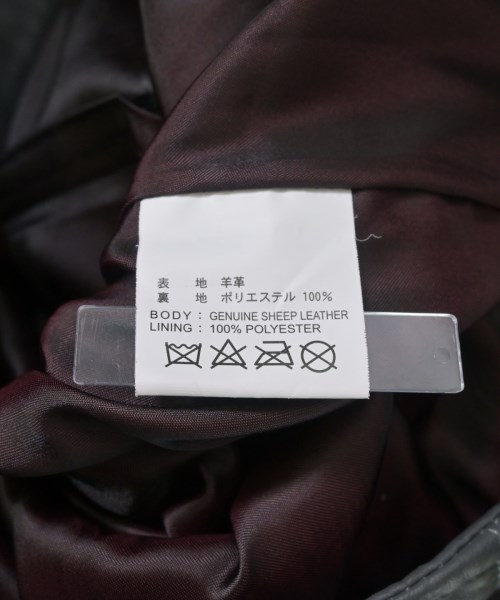 表　地　羊革
裏　地　ポリエステル 100%
BODY : GENUINE SHEEP LEATHER
LINING : 100% POLYESTER